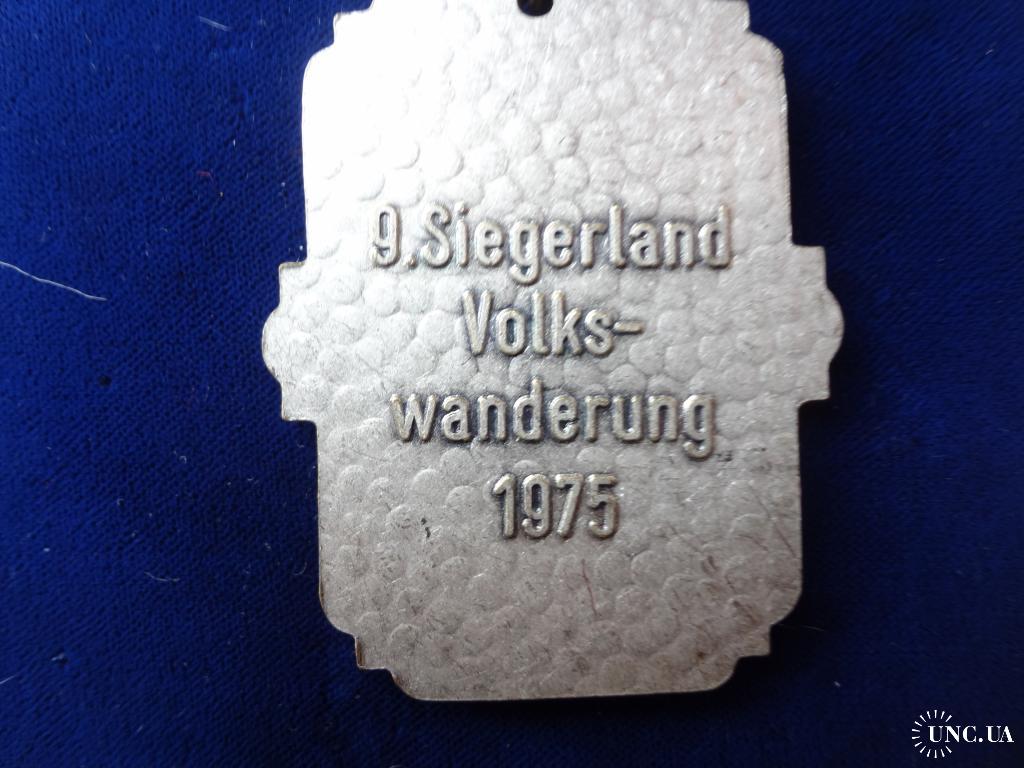 9.Siegerland
Volks-
wanderung
1975
UNC.UA